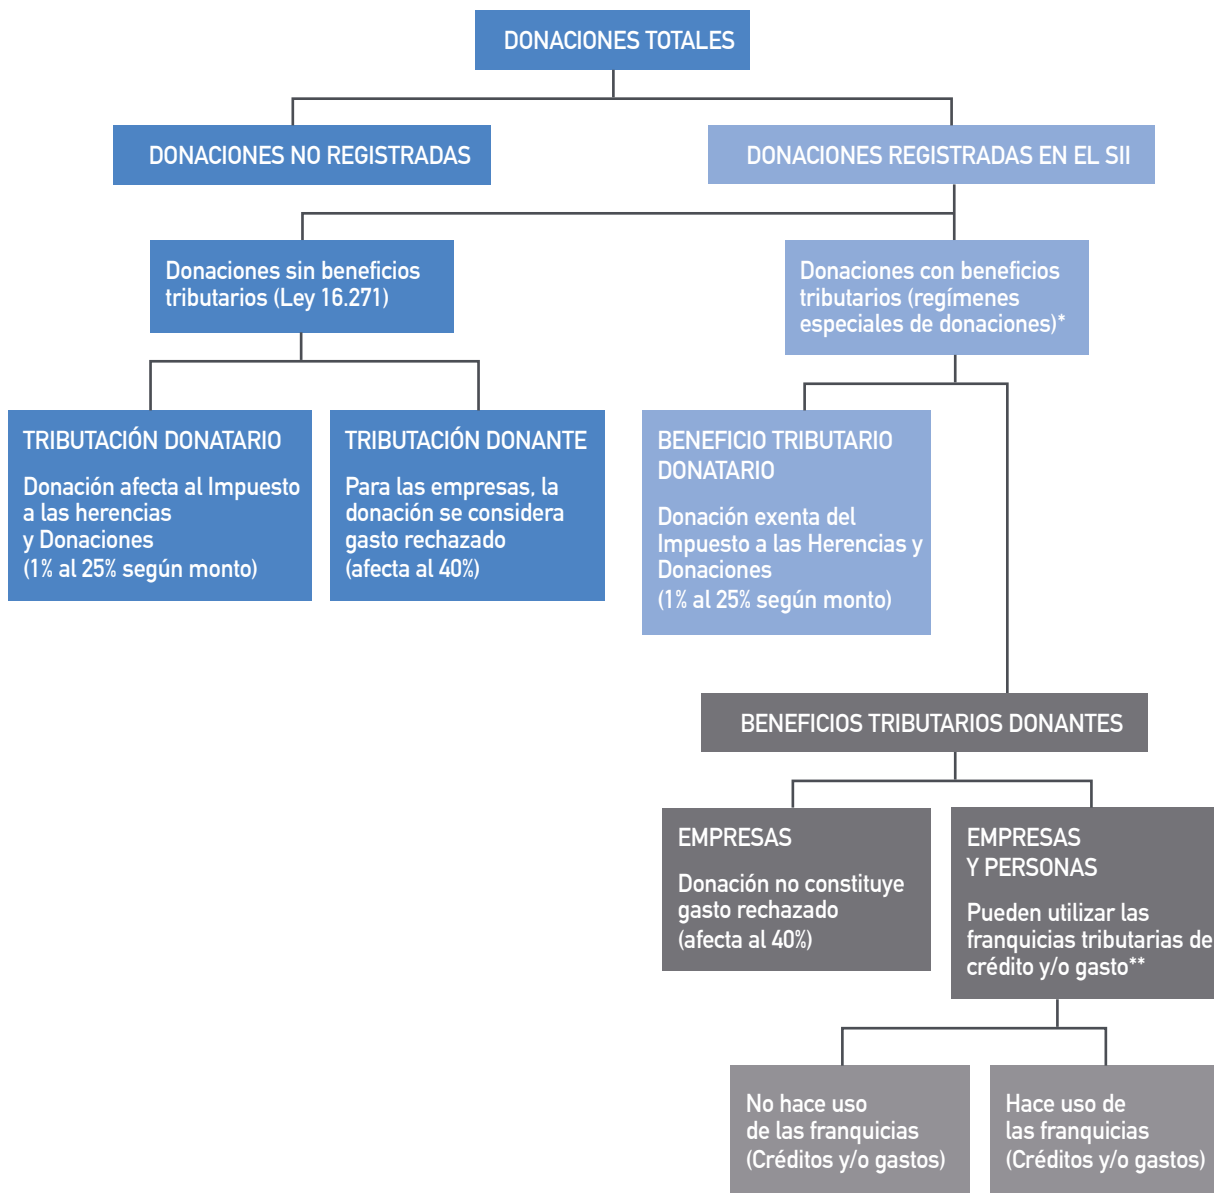 DONACIONES TOTALES
DONACIONES NO REGISTRADAS
DONACIONES REGISTRADAS EN EL SII
Donaciones sin beneficios
tributarios (Ley 16.271)
Donaciones con beneficios
tributarios (regímenes
especiales de donaciones)*
TRIBUTACIÓN DONATARIO
Donación afecta al Impuesto
a las herencias
y Donaciones
(1% al 25% según monto)
TRIBUTACIÓN DONANTE
Para las empresas, la
donación se considera
gasto rechazado
(afecta al 40%)
BENEFICIO TRIBUTARIO
DONATARIO
Donación exenta del
Impuesto a las Herencias y
Donaciones
(1% al 25% según monto)
BENEFICIOS TRIBUTARIOS DONANTES
EMPRESAS
Donación no constituye
gasto rechazado
(afecta al 40%)
EMPRESAS
Y PERSONAS
Pueden utilizar las
franquicias tributarias de
crédito y/o gasto**
No hace uso
de las franquicias
(Créditos y/o gastos)
Hace uso de
las franquicias
(Créditos y/o gastos)